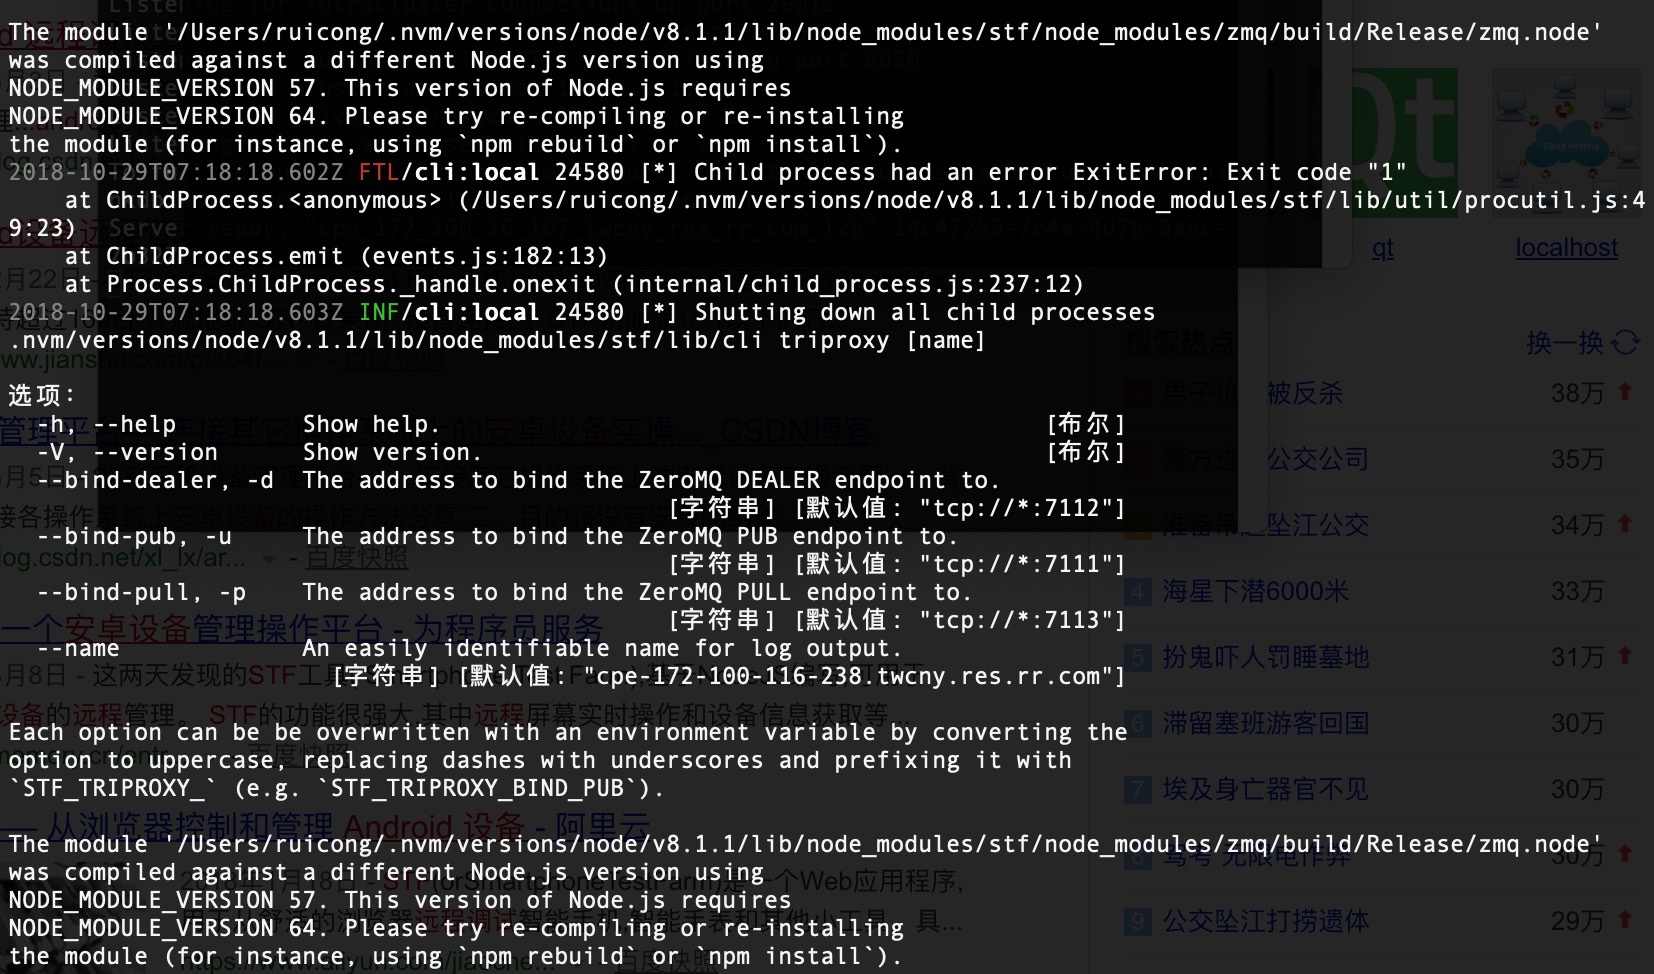 The module '/Users/ruicong/.nvm/versions/node/v8.1.1/lib/node_modules/stf/node_modules/zmq/build/Release/zmq.node'
was compiled against a different Node.js version using
NODE_MODULE_VERSION 57. This version of Node.js requires
NODE_MODULE_VERSION 64. Please try re-compiling or re-installing
the module (for instance, using `npm rebuild` or `npm install`).
2018-10-29T07:18:18.602Z FTL/cli:local 24580 [*] Child process had an error ExitError: Exit code "1"
at ChildProcess.<anonymous> (/Users/ruicong/.nvm/versions/node/v8.1.1/lib/node_modules/stf/lib/util/procutil.js:4
9:23)
qt
localhost
at ChildProcess.emit (events.js:182:13)
at Process.ChildProcess._handle.onexit (internal/child_process.js:237:12)
2018-10-29T07:18:18.603Z INF/cli:local 24580 [*] Shutting down all child processes
.nvm/versions/node/v8.1.1/lib/node_modules/stf/lib/cli triproxy [name]
搜索热点 换一换
选项:
-h, --help Show help. [布尔]
-V, --version Show version. [布尔]
--bind-dealer, -d The address to bind the ZeroMQ DEALER endpoint to.
[字符串] [默认值: "tcp://*:7112"]
--bind-pub, -u The address to bind the ZeroMQ PUB endpoint to.
[字符串] [默认值: "tcp://*:7111"]
--bind-pull, -p The address to bind the ZeroMQ PULL endpoint to.
[字符串] [默认值: "tcp://*:7113"]
--name An easily identifiable name for log output.
[字符串] [默认值: "cpe-172-100-116-238.twcny.res.rr.com"]
Each option can be be overwritten with an environment variable by converting the
option to uppercase, replacing dashes with underscores and prefixing it with
`STF_TRIPROXY_` (e.g. `STF_TRIPROXY_BIND_PUB`).
The module '/Users/ruicong/.nvm/versions/node/v8.1.1/lib/node_modules/stf/node_modules/zmq/build/Release/zmq.node'
was compiled against a different Node.js version using
NODE_MODULE_VERSION 57. This version of Node.js requires
NODE_MODULE_VERSION 64. Please try re-compiling or re-installing
the module (for instance, using `npm rebuild` or `npm install`).
被反杀 38万
公交公司 35万
坠江公交 34万
4 海星下潜6000米 33万
5 扮鬼吓人罚睡墓地 31万
6 滞留塞班游客回国 30万
7 埃及身亡器官不见 30万
30万
9 公交坠江打捞遗体 29万
一个安卓设备管理操作平台 - 为程序员服务
从浏览器控制和管理 Android 设备 - 阿里云